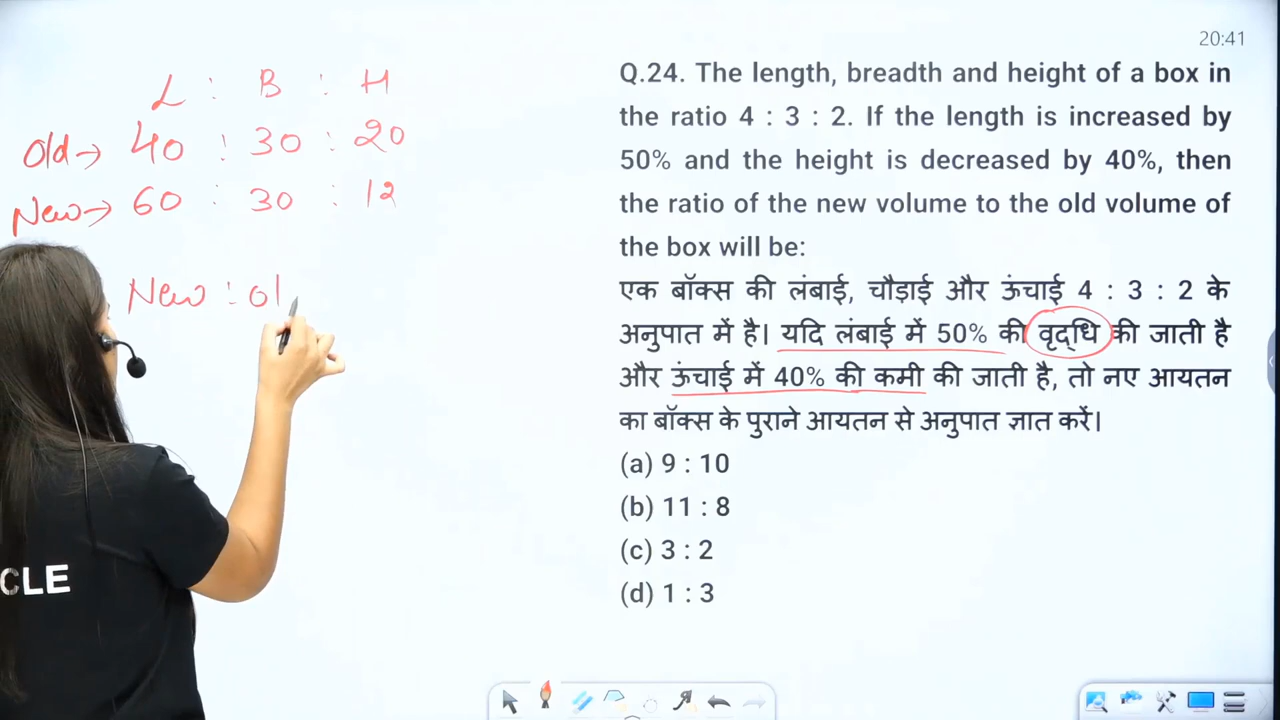 20:41
L : B : H
Old→ 40 : 30 : 20
New→ 60 : 30 : 12
New : ol
CLE
Q.24. The length, breadth and height of a box in
the ratio 4 : 3 : 2. If the length is increased by
50% and the height is decreased by 40%, then
the ratio of the new volume to the old volume of
the box will be:
एक बॉक्स की लंबाई, चौड़ाई और ऊंचाई 4 : 3 : 2 के
अनुपात में है। यदि लंबाई में 50% की वृद्धि की जाती है
और ऊंचाई में 40% की कमी की जाती है, तो नए आयतन
का बॉक्स के पुराने आयतन से अनुपात ज्ञात करें।
(a) 9 : 10
(b) 11 : 8
(c) 3 : 2
(d) 1 : 3